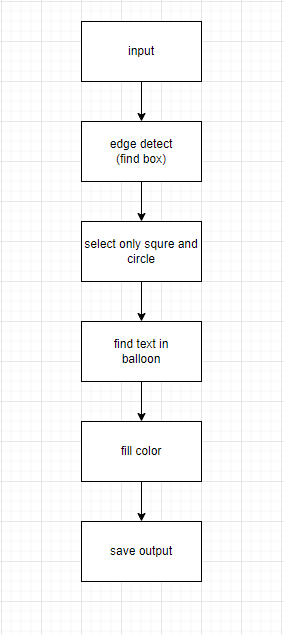 input
edge detect
(find box)
select only squre and
circle
find text in
balloon
fill color
save output